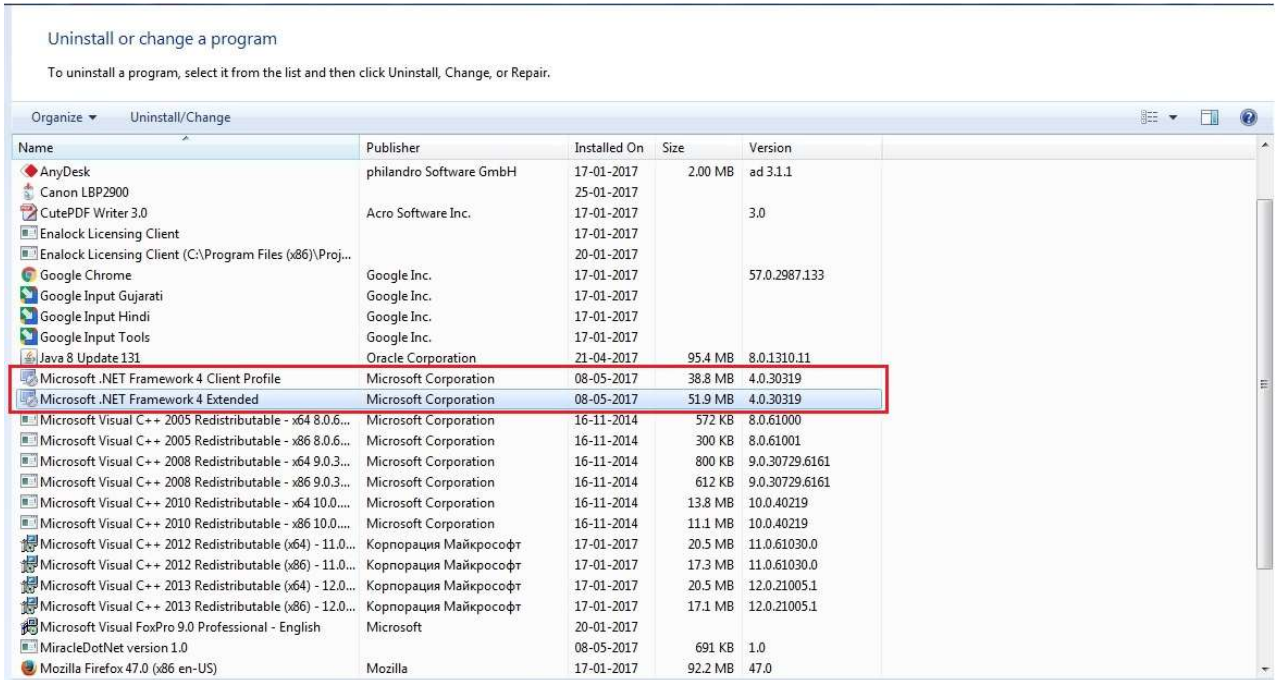 Uninstall or change a program
To uninstall a program, select it from the list and then click Uninstall, Change, or Repair.
Organize Uninstall/Change
Name Publisher Installed On Size Version
AnyDesk philandro Software GmbH 17-01-2017 2.00 MB ad 3.1.1
Canon LBP2900 25-01-2017
CutePDF Writer 3.0 Acro Software Inc. 17-01-2017 3.0
Enalock Licensing Client 17-01-2017
Enalock Licensing Client (C:\Program Files (x86)\Proj... 20-01-2017
Google Chrome Google Inc. 17-01-2017 57.0.2987.133
Google Input Gujarati Google Inc. 17-01-2017
Google Input Hindi Google Inc. 17-01-2017
Google Input Tools Google Inc. 17-01-2017
Java 8 Update 131 Oracle Corporation 21-04-2017 95.4 MB 8.0.1310.11
Microsoft .NET Framework 4 Client Profile Microsoft Corporation 08-05-2017 38.8 MB 4.0.30319
Microsoft .NET Framework 4 Extended Microsoft Corporation 08-05-2017 51.9 MB 4.0.30319
Microsoft Visual C++ 2005 Redistributable - x64 8.0.6... Microsoft Corporation 16-11-2014 572 KB 8.0.61000
Microsoft Visual C++ 2005 Redistributable - x86 8.0.6... Microsoft Corporation 16-11-2014 300 KB 8.0.61001
Microsoft Visual C++ 2008 Redistributable - x64 9.0.3... Microsoft Corporation 16-11-2014 800 KB 9.0.30729.6161
Microsoft Visual C++ 2008 Redistributable - x86 9.0.3... Microsoft Corporation 16-11-2014 612 KB 9.0.30729.6161
Microsoft Visual C++ 2010 Redistributable - x64 10.0.... Microsoft Corporation 16-11-2014 13.8 MB 10.0.40219
Microsoft Visual C++ 2010 Redistributable - x86 10.0.... Microsoft Corporation 16-11-2014 11.1 MB 10.0.40219
Microsoft Visual C++ 2012 Redistributable (x64) - 11.0... Корпорация Майкрософт 17-01-2017 20.5 MB 11.0.61030.0
Microsoft Visual C++ 2012 Redistributable (x86) - 11.0... Корпорация Майкрософт 17-01-2017 17.3 MB 11.0.61030.0
Microsoft Visual C++ 2013 Redistributable (x64) - 12.0... Корпорация Майкрософт 17-01-2017 20.5 MB 12.0.21005.1
Microsoft Visual C++ 2013 Redistributable (x86) - 12.0... Корпорация Майкрософт 17-01-2017 17.1 MB 12.0.21005.1
Microsoft Visual FoxPro 9.0 Professional - English Microsoft 20-01-2017
MiracleDotNet version 1.0 08-05-2017 691 KB 1.0
Mozilla Firefox 47.0 (x86 en-US) Mozilla 17-01-2017 92.2 MB 47.0